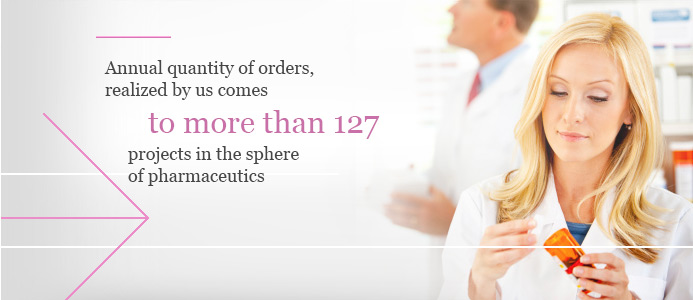 Annual quantity of orders,
realized by us comes
to more than 127
projects in the sphere
of pharmaceutics